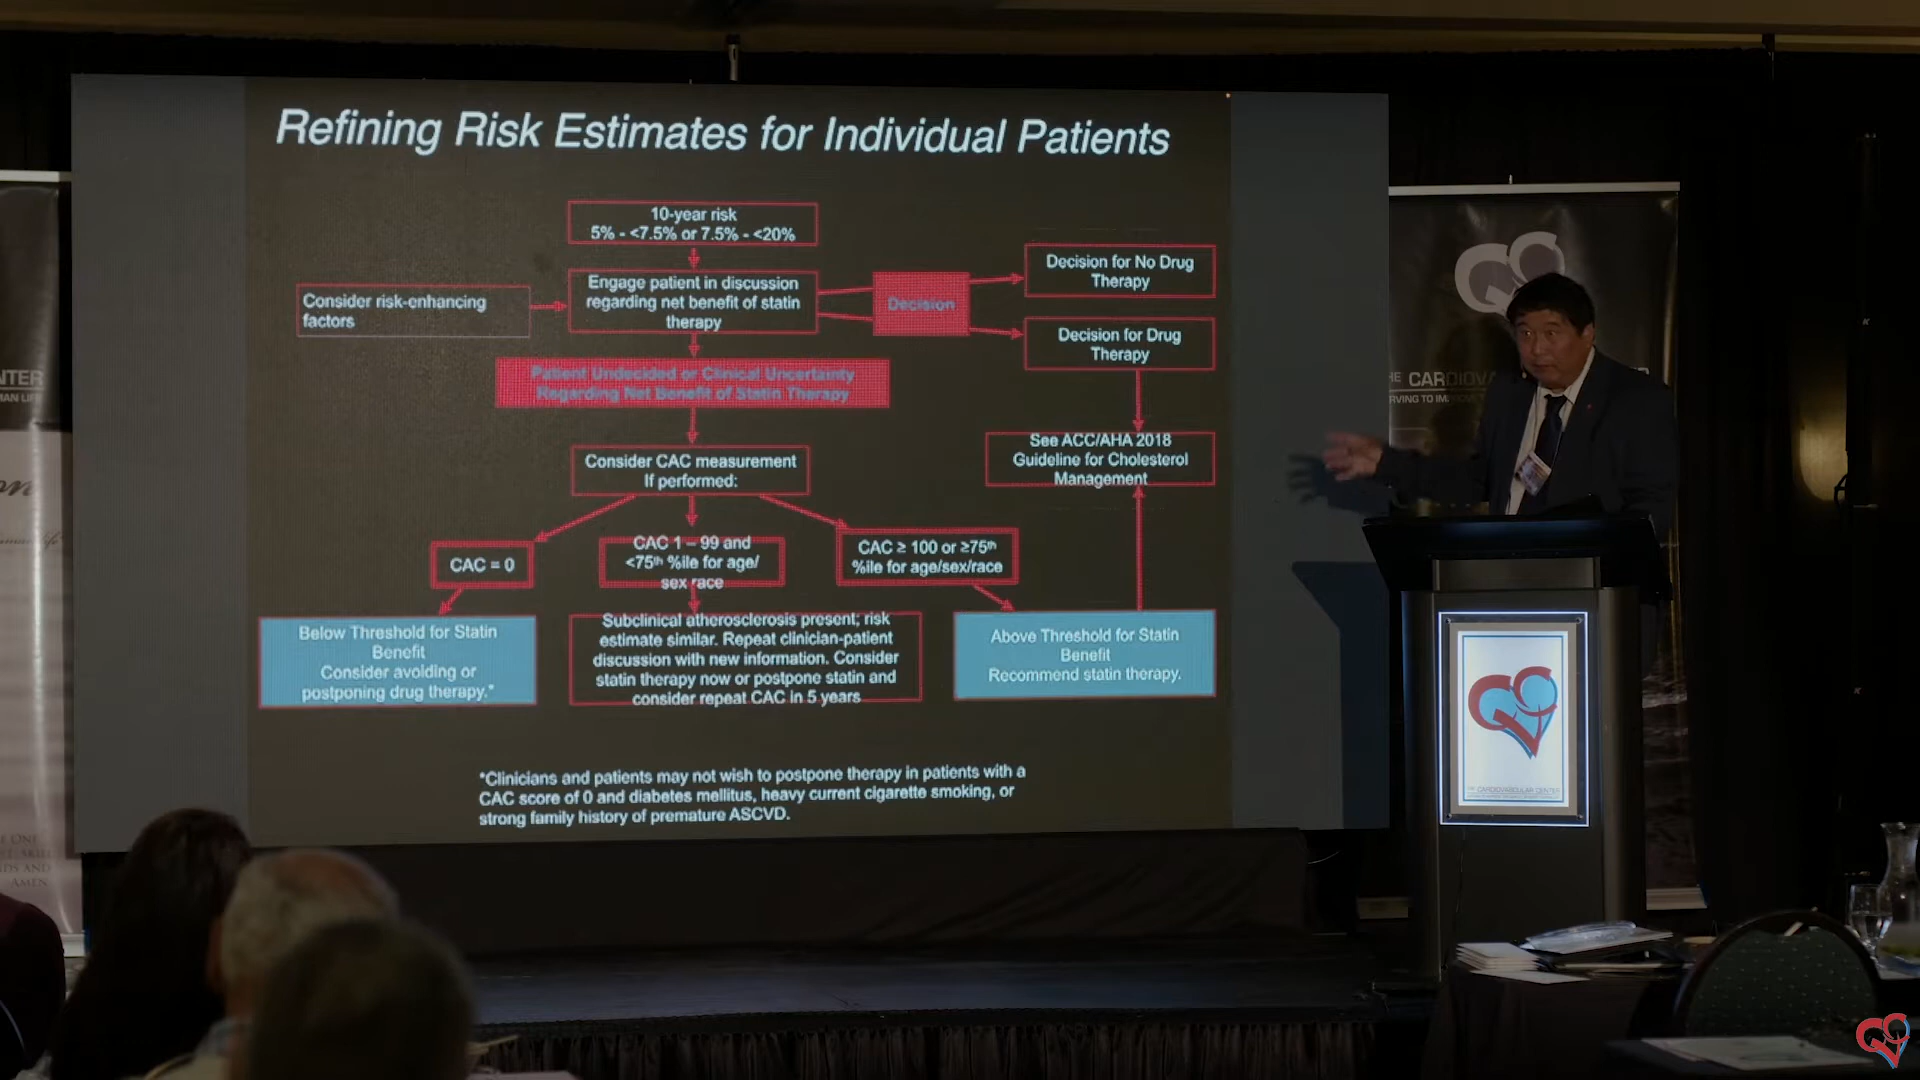 Refining Risk Estimates for Individual Patients
10-year risk
5% - <7.5% or 7.5% - <20%
Consider risk-enhancing
factors
Engage patient in discussion
regarding net benefit of statin
therapy
Decision
Decision for No Drug
Therapy
Decision for Drug
Therapy
Patient Undecided or Clinical Uncertainty
Regarding Net Benefit of Statin Therapy
See ACC/AHA 2018
Guideline for Cholesterol
Management
Consider CAC measurement
If performed:
CAC = 0
CAC 1 – 99 and
<75th %ile for age/
sex race
CAC ≥ 100 or ≥75th
%ile for age/sex/race
Below Threshold for Statin
Benefit
Consider avoiding or
postponing drug therapy.*
Subclinical atherosclerosis present; risk
estimate similar. Repeat clinician-patient
discussion with new information. Consider
statin therapy now or postpone statin and
consider repeat CAC in 5 years
Above Threshold for Statin
Benefit
Recommend statin therapy.
*Clinicians and patients may not wish to postpone therapy in patients with a
CAC score of 0 and diabetes mellitus, heavy current cigarette smoking, or
strong family history of premature ASCVD.
THE CARDIOVASCULAR CENTER
AMEN